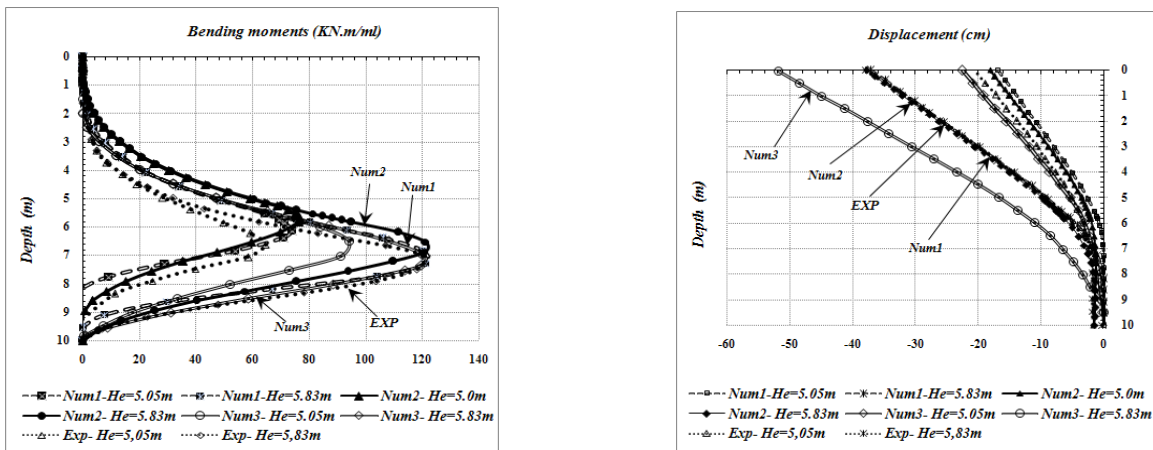 Bending moments (KN.m/ml)
0
1
2
3
4
5
6
7
8
9
10
Depth (m)
0 20 40 60 80 100 120 140
Num2
Num1
Num3
EXP
Num1-He=5.05m Num1-He=5.83m Num2- He=5.0m
Num2- He=5.83m Num3- He=5.05m Num3- He=5.83m
Exp- He=5,05m Exp- He=5,83m
Displacement (cm)
0
1
2
3
4
5
6
7
8
9
10
Depth (m)
-60 -50 -40 -30 -20 -10 0
Num3
Num2
EXP
Num1
Num1-He=5.05m Num1-He=5.83m Num2- He=5.0m
Num2- He=5.83m Num3- He=5.05m Num3- He=5.83m
Exp- He=5,05m Exp- He=5.83m